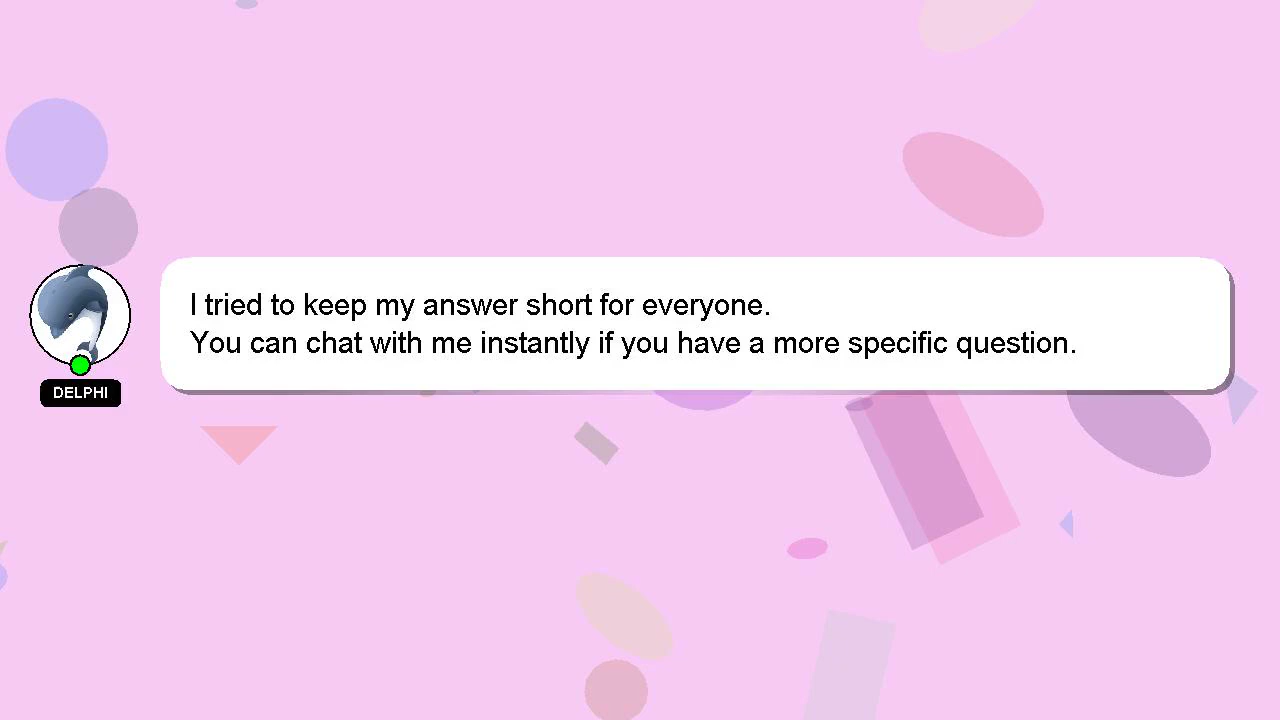 I tried to keep my answer short for everyone.
You can chat with me instantly if you have a more specific question.
DELPHI